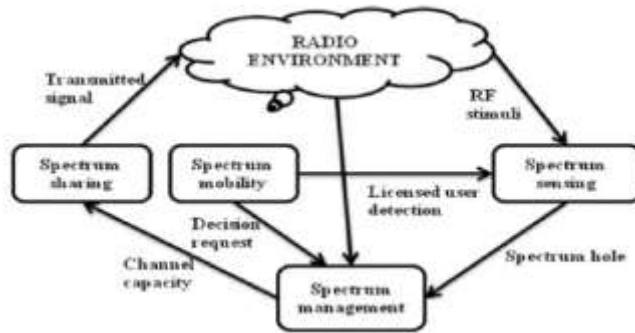 RADIO
ENVIRONMENT
Transmitted
signal
RF
stimuli
Spectrum
sharing
Spectrum
mobility
Spectrum
sensing
Licensed user
detection
Decision
request
Channel
capacity
Spectrum hole
Spectrum
management